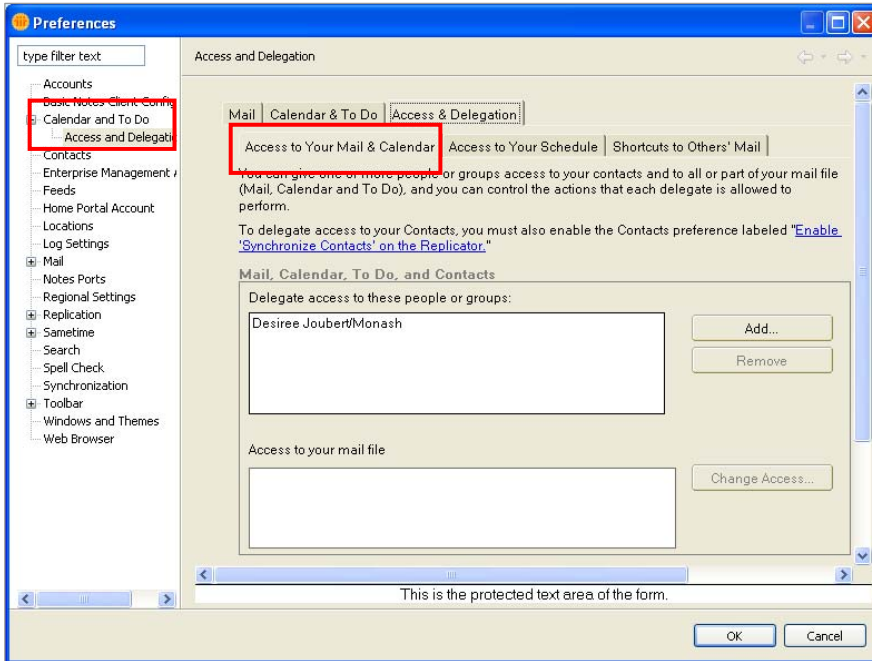 Preferences
type filter text
Accounts
Basic Notes Client Config
Calendar and To Do
Access and Delegatio
Contacts
Enterprise Management A
Feeds
Home Portal Account
Locations
Log Settings
Mail
Notes Ports
Regional Settings
Replication
Sametime
Search
Spell Check
Synchronization
Toolbar
Windows and Themes
Web Browser
Access and Delegation
Mail Calendar & To Do Access & Delegation
Access to Your Mail & Calendar Access to Your Schedule Shortcuts to Others' Mail
You can give one or more people or groups access to your contacts and to all or part of your mail file
(Mail, Calendar and To Do), and you can control the actions that each delegate is allowed to
perform.
To delegate access to your Contacts, you must also enable the Contacts preference labeled "Enable
'Synchronize Contacts' on the Replicator."
Mail, Calendar, To Do, and Contacts
Delegate access to these people or groups:
Desiree Joubert/Monash
Add...
Remove
Access to your mail file
Change Access...
This is the protected text area of the form.
OK Cancel